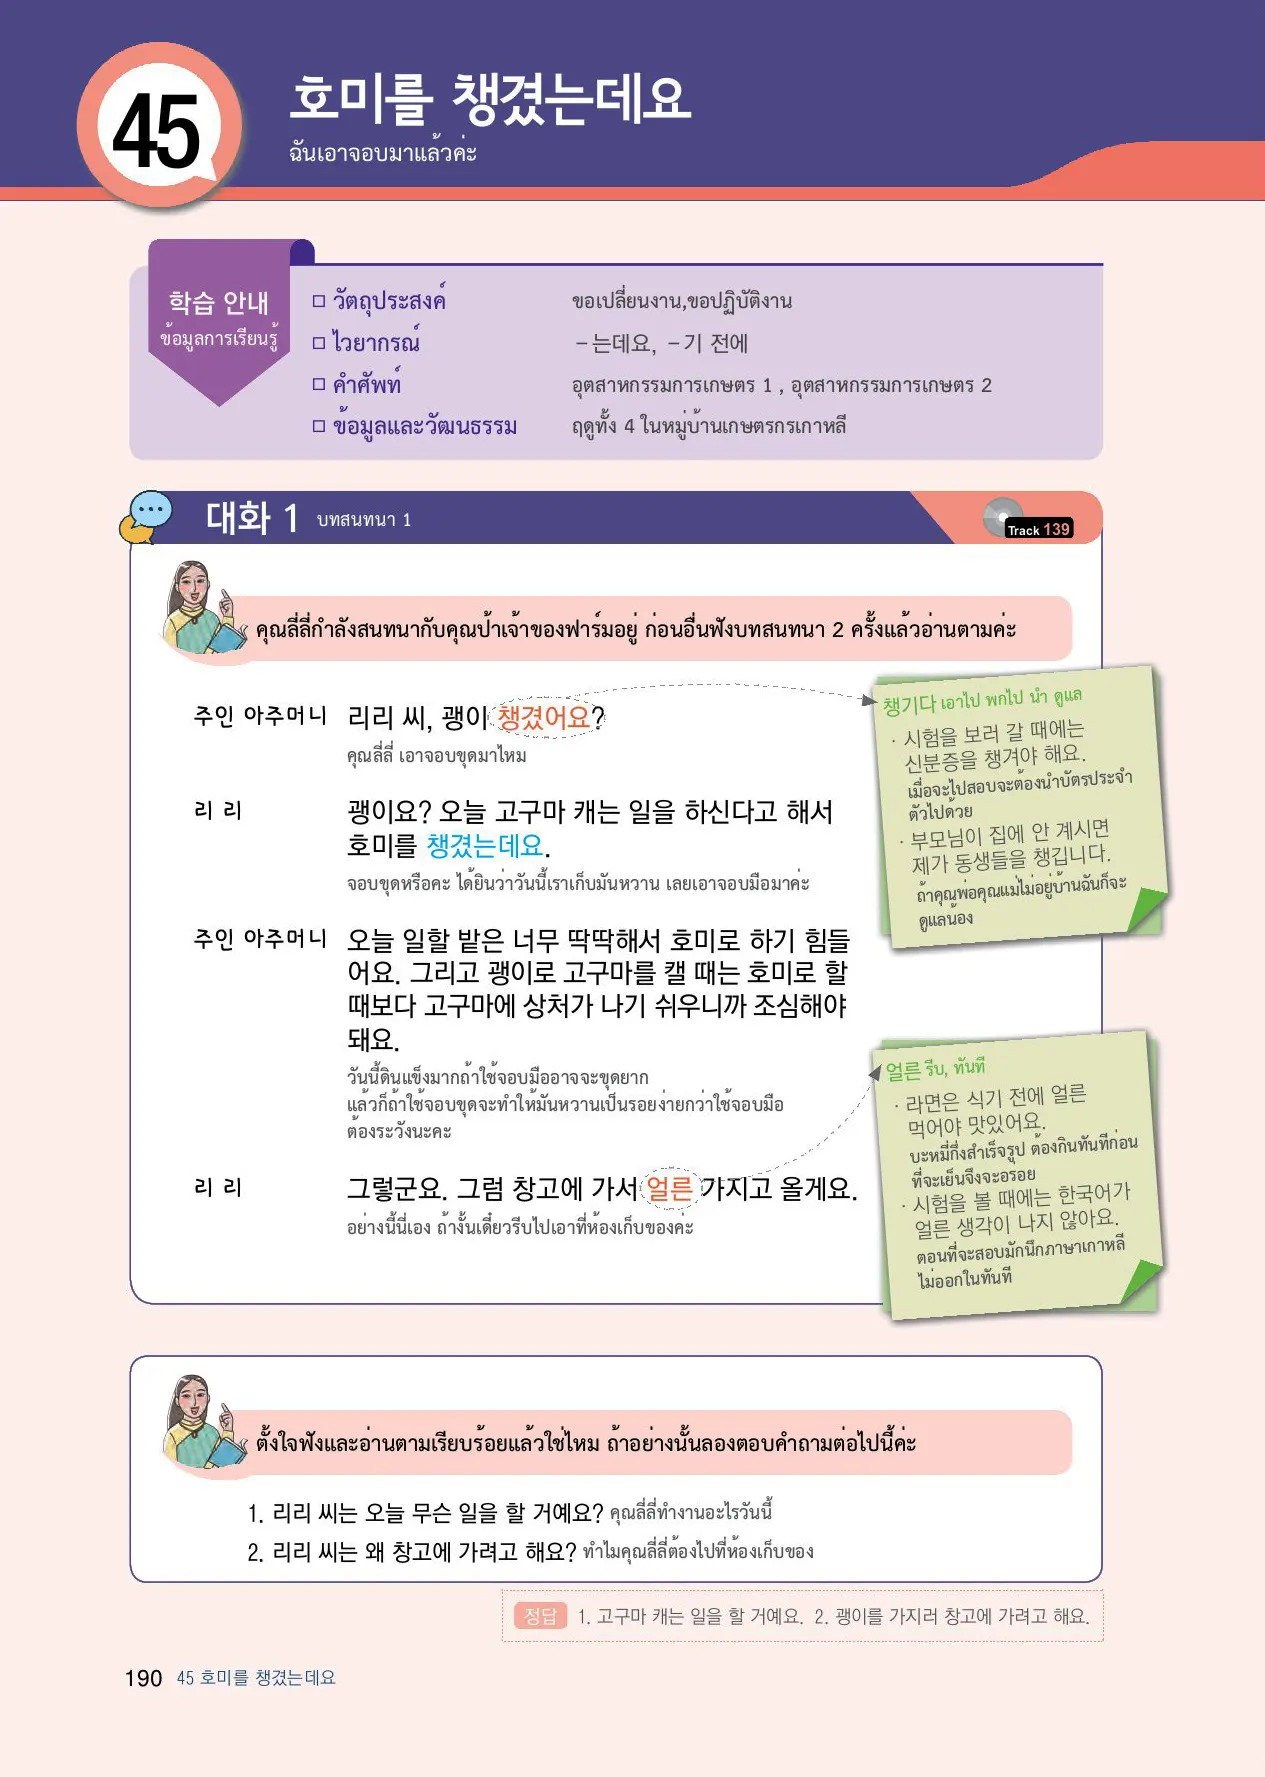 45
호미를 챙겼는데요
ฉันเอาจอบมาแล้วค่ะ
학습 안내
ข้อมูลการเรียนรู้
□ วัตถุประสงค์ ขอเปลี่ยนงาน,ขอปฏิบัติงาน
□ ไวยากรณ์ －는데요, －기 전에
□ คำศัพท์ อุตสาหกรรมการเกษตร 1 , อุตสาหกรรมการเกษตร 2
□ ข้อมูลและวัฒนธรรม ฤดูทั้ง 4 ในหมู่บ้านเกษตรกรเกาหลี
대화 1 บทสนทนา 1
Track 139
คุณลี่ลี่กำลังสนทนากับคุณป้าเจ้าของฟาร์มอยู่ ก่อนอื่นฟังบทสนทนา 2 ครั้งแล้วอ่านตามค่ะ
주인 아주머니 리리 씨, 괭이 챙겼어요?
คุณลี่ลี่ เอาจอบขุดมาไหม
리 리 괭이요? 오늘 고구마 캐는 일을 하신다고 해서
호미를 챙겼는데요.
จอบขุดหรือคะ ได้ยินว่าวันนี้เราเก็บมันหวาน เลยเอาจอบมือมาค่ะ
주인 아주머니 오늘 일할 밭은 너무 딱딱해서 호미로 하기 힘들
어요. 그리고 괭이로 고구마를 캘 때는 호미로 할
때보다 고구마에 상처가 나기 쉬우니까 조심해야
돼요.
วันนี้ดินแข็งมากถ้าใช้จอบมืออาจจะขุดยาก
แล้วก็ถ้าใช้จอบขุดจะทำให้มันหวานเป็นรอยง่ายกว่าใช้จอบมือ
ต้องระวังนะคะ
리 리 그렇군요. 그럼 창고에 가서 얼른 가지고 올게요.
อย่างนี้นี่เอง ถ้างั้นเดี๋ยวรีบไปเอาที่ห้องเก็บของค่ะ
챙기다 เอาไป พกไป นำ ดูแล
· 시험을 보러 갈 때에는
신분증을 챙겨야 해요.
เมื่อจะไปสอบจะต้องนำบัตรประจำ
ตัวไปด้วย
· 부모님이 집에 안 계시면
제가 동생들을 챙깁니다.
ถ้าคุณพ่อคุณแม่ไม่อยู่บ้านฉันก็จะ
ดูแลน้อง
얼른 รีบ, ทันที
· 라면은 식기 전에 얼른
먹어야 맛있어요.
บะหมี่กึ่งสำเร็จรูป ต้องกินทันทีก่อน
ที่จะเย็นจึงจะอรอย
· 시험을 볼 때에는 한국어가
얼른 생각이 나지 않아요.
ตอนที่จะสอบมักนึกภาษาเกาหลี
ไม่ออกในทันที
ตั้งใจฟังและอ่านตามเรียบร้อยแล้วใช่ไหม ถ้าอย่างนั้นลองตอบคำถามต่อไปนี้ค่ะ
1. 리리 씨는 오늘 무슨 일을 할 거예요? คุณลี่ลี่ทำงานอะไรวันนี้
2. 리리 씨는 왜 창고에 가려고 해요? ทำไมคุณลี่ลี่ต้องไปที่ห้องเก็บของ
정답 1. 고구마 캐는 일을 할 거예요. 2. 괭이를 가지러 창고에 가려고 해요.
190 45 호미를 챙겼는데요